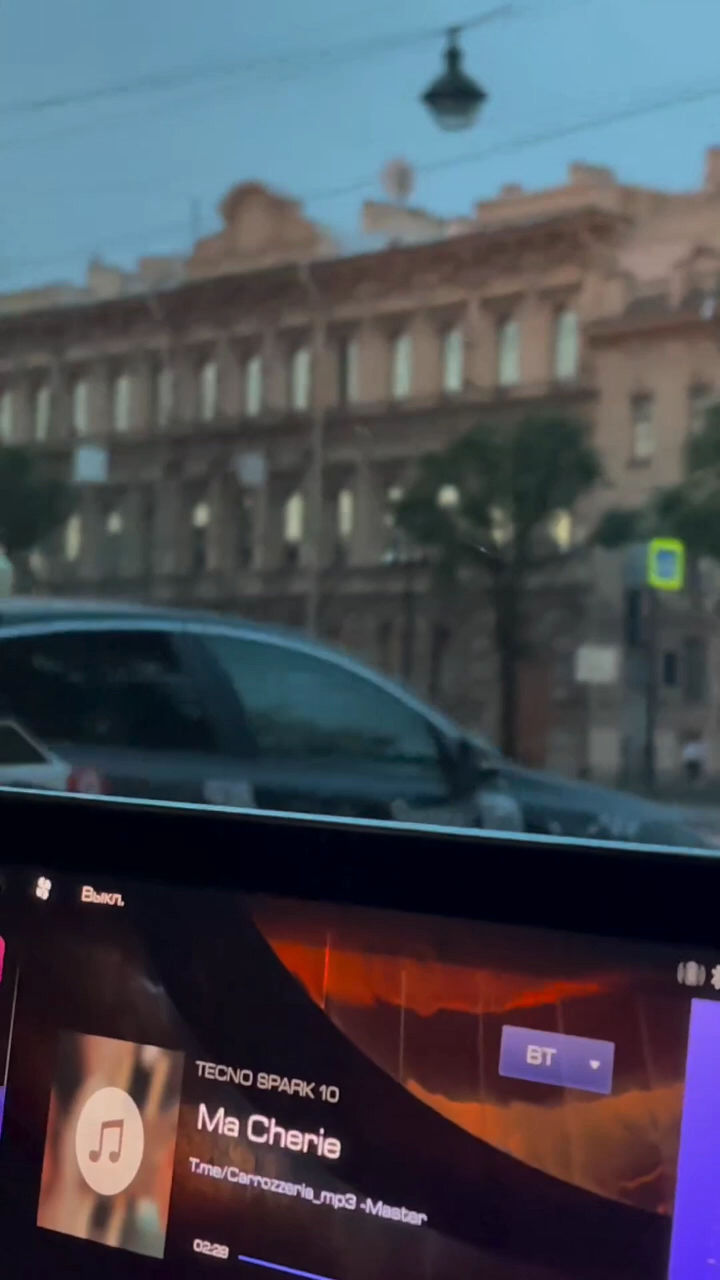 Выкл.
BT
TECNO SPARK 10
Ma Cherie
T.me/Carrozzeria_mp3 -Master
02:29